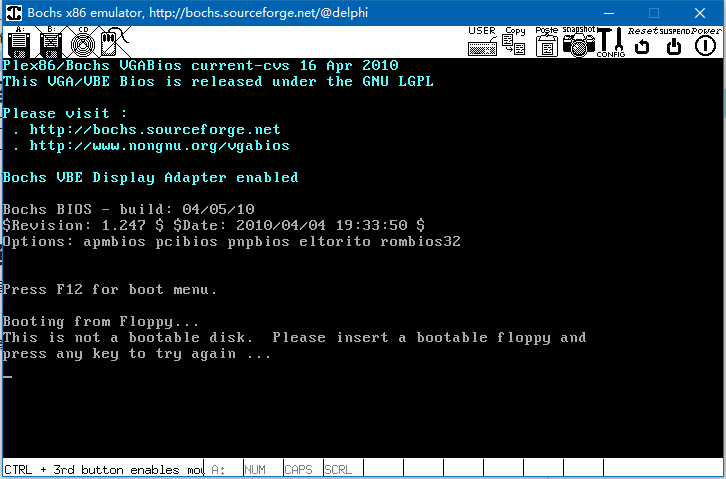 Bochs x86 emulator, http://bochs.sourceforge.net/@delphi
A: B: CD USER Copy Paste snapshot CONFIG Reset SUSPEND Power
Plex86/Bochs VGABios current-cvs 16 Apr 2010
This VGA/VBE Bios is released under the GNU LGPL
Please visit :
. http://bochs.sourceforge.net
. http://www.nongnu.org/vgabios
Bochs VBE Display Adapter enabled
Bochs BIOS - build: 04/05/10
$Revision: 1.247 $ $Date: 2010/04/04 19:33:50 $
Options: apmbios pcibios pnpbios eltorito rombios32
Press F12 for boot menu.
Booting from Floppy...
This is not a bootable disk.  Please insert a bootable floppy and
press any key to try again ...
_
CTRL + 3rd button enables mou A: NUM CAPS SCRL